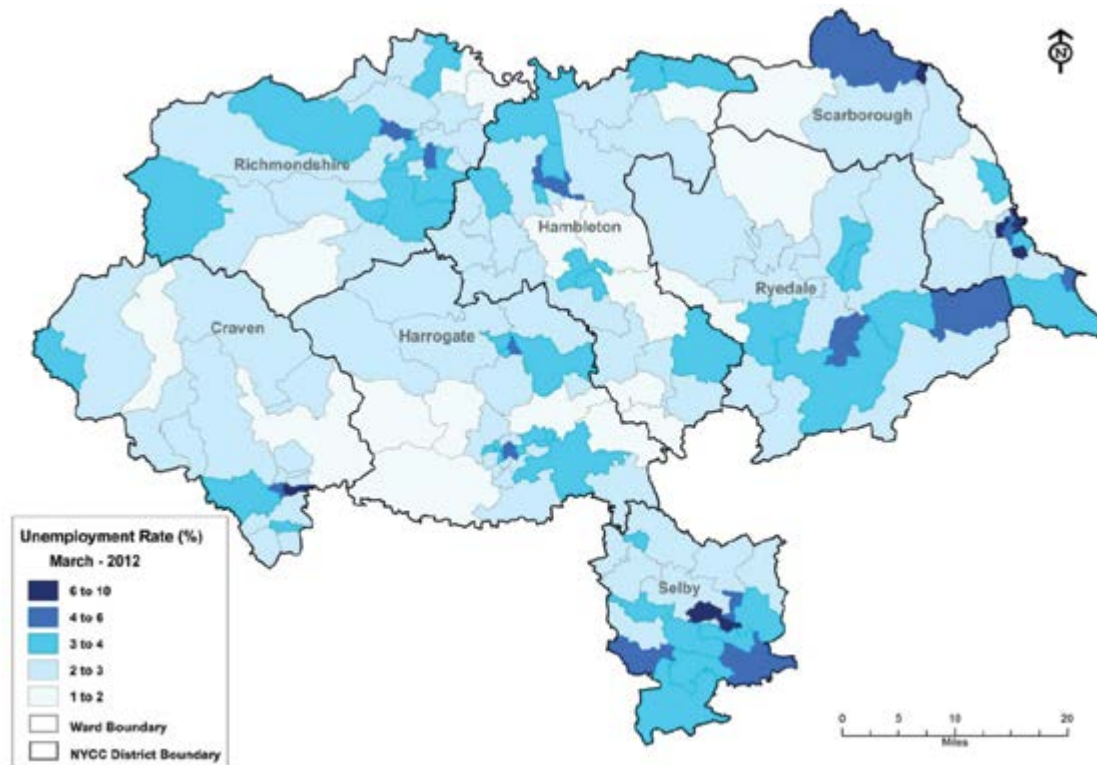 N
Scarborough
Richmondshire
Hambleton
Ryedale
Craven
Harrogate
Selby
Unemployment Rate (%)
March - 2012
6 to 10
4 to 6
3 to 4
2 to 3
1 to 2
Ward Boundary
NYCC District Boundary
0 5 10 20
Miles